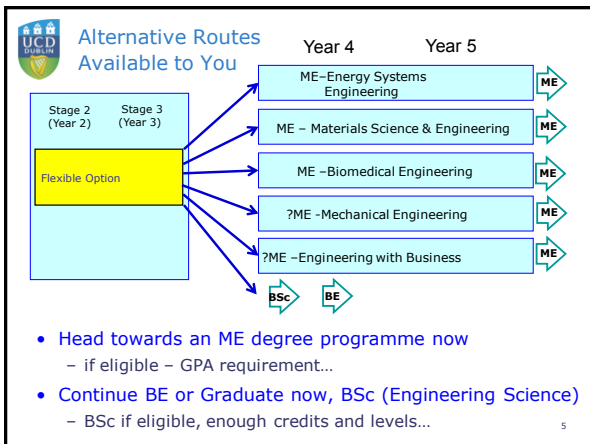 UCD
DUBLIN
Alternative Routes
Available to You
Year 4
Year 5
Stage 2
(Year 2)
Stage 3
(Year 3)
Flexible Option
ME–Energy Systems
Engineering
ME
ME – Materials Science & Engineering
ME
ME –Biomedical Engineering
ME
?ME -Mechanical Engineering
ME
?ME –Engineering with Business
ME
BSc
BE
• Head towards an ME degree programme now
– if eligible – GPA requirement…
• Continue BE or Graduate now, BSc (Engineering Science)
– BSc if eligible, enough credits and levels…
5